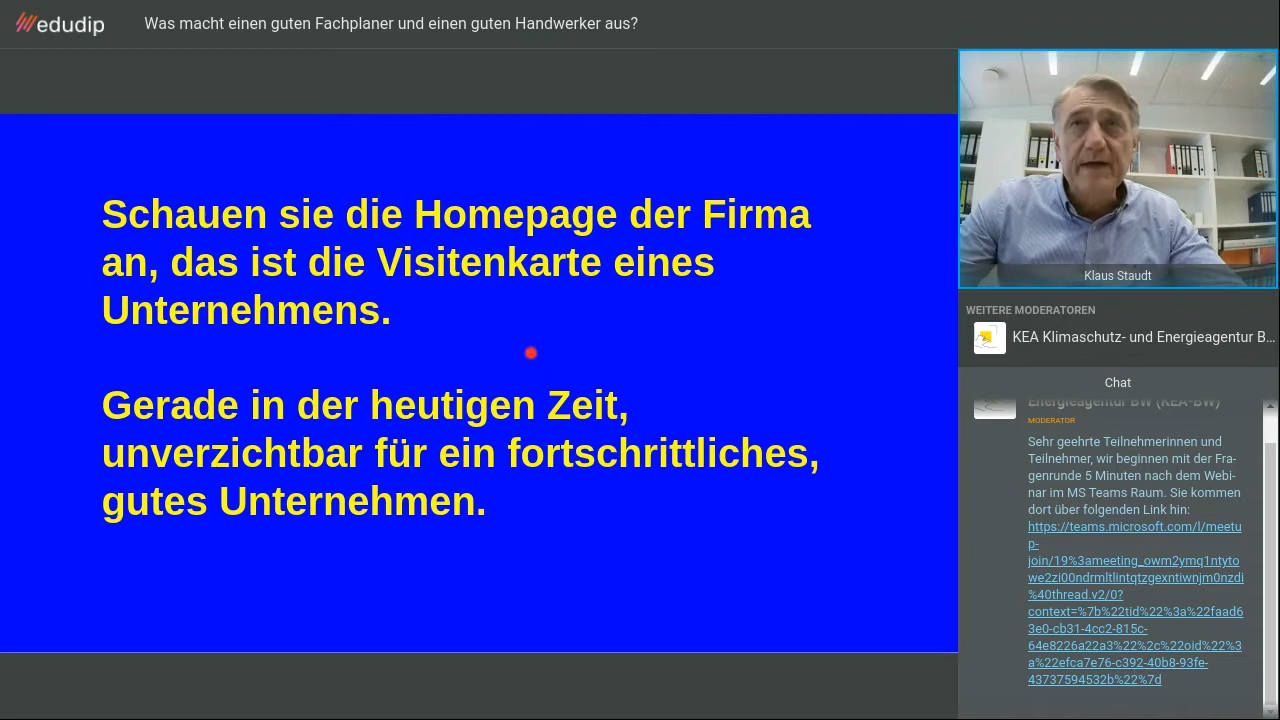 edudip
Was macht einen guten Fachplaner und einen guten Handwerker aus?
Schauen sie die Homepage der Firma
an, das ist die Visitenkarte eines
Unternehmens.
Gerade in der heutigen Zeit,
unverzichtbar für ein fortschrittliches,
gutes Unternehmen.
Klaus Staudt
WEITERE MODERATOREN
KEA Klimaschutz- und Energieagentur B…
Chat
Energieagentur BW (KEA-BW)
MODERATOR
Sehr geehrte Teilnehmerinnen und
Teilnehmer, wir beginnen mit der Fra-
genrunde 5 Minuten nach dem Webi-
nar im MS Teams Raum. Sie kommen
dort über folgenden Link hin:
https://teams.microsoft.com/l/meetu
p-
join/19%3ameeting_owm2ymq1ntyto
we2zi00ndrmltlintqtzgexntiwnjm0nzdi
%40thread.v2/0?
context=%7b%22tid%22%3a%22faad6
3e0-cb31-4cc2-815c-
64e8226a22a3%22%2c%22oid%22%3
a%22efca7e76-c392-40b8-93fe-
43737594532b%22%7d